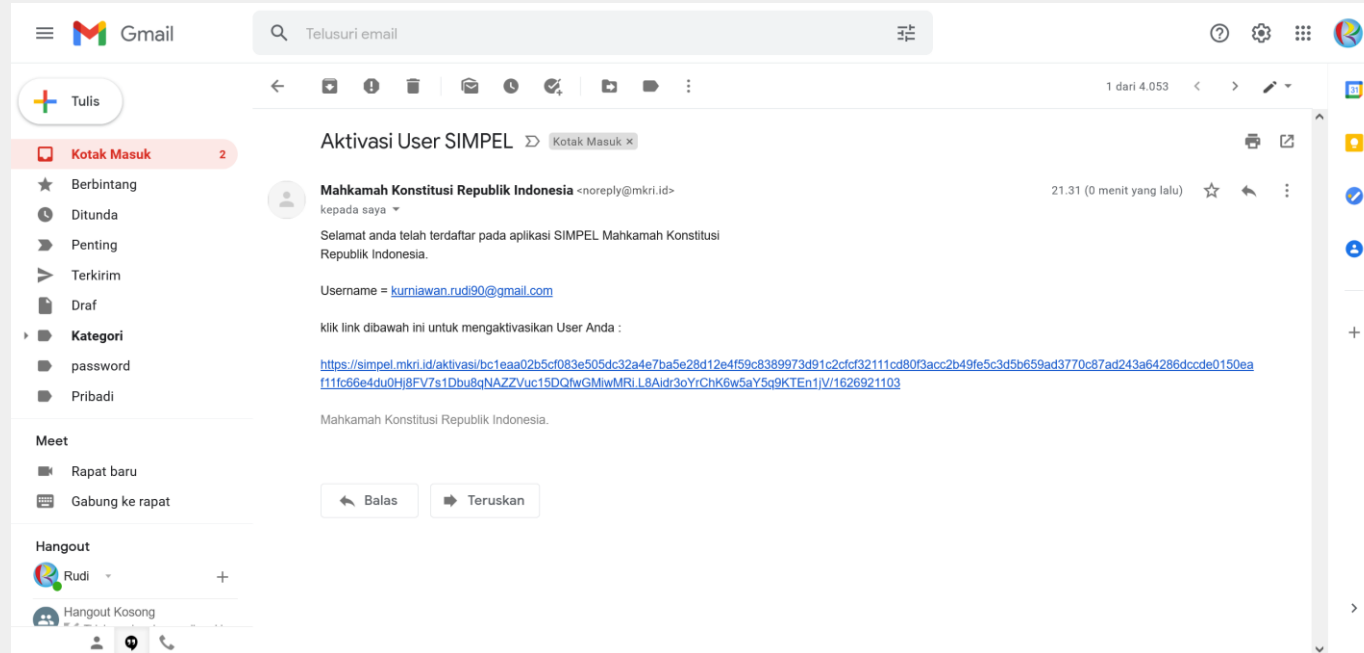 Gmail
Telusuri email
Tulis
1 dari 4.053
31
Kotak Masuk 2
Berbintang
Ditunda
Penting
Terkirim
Draf
Kategori
password
Pribadi
Meet
Rapat baru
Gabung ke rapat
Hangout
Rudi
Hangout Kosong
Aktivasi User SIMPEL Kotak Masuk ×
Mahkamah Konstitusi Republik Indonesia <noreply@mkri.id> 21.31 (0 menit yang lalu)
kepada saya
Selamat anda telah terdaftar pada aplikasi SIMPEL Mahkamah Konstitusi
Republik Indonesia.
Username = kurniawan.rudi90@gmail.com
klik link dibawah ini untuk mengaktivasikan User Anda :
https://simpel.mkri.id/aktivasi/bc1eaa02b5cf083e505dc32a4e7ba5e28d12e4f59c8389973d91c2cfcf32111cd80f3acc2b49fe5c3d5b659ad3770c87ad243a64286dccde0150ea
f11fc66e4du0Hj8FV7s1Dbu8qNAZZVuc15DQfwGMiwMRi.L8Aidr3oYrChK6w5aY5q9KTEn1jV/1626921103
Mahkamah Konstitusi Republik Indonesia.
Balas
Teruskan